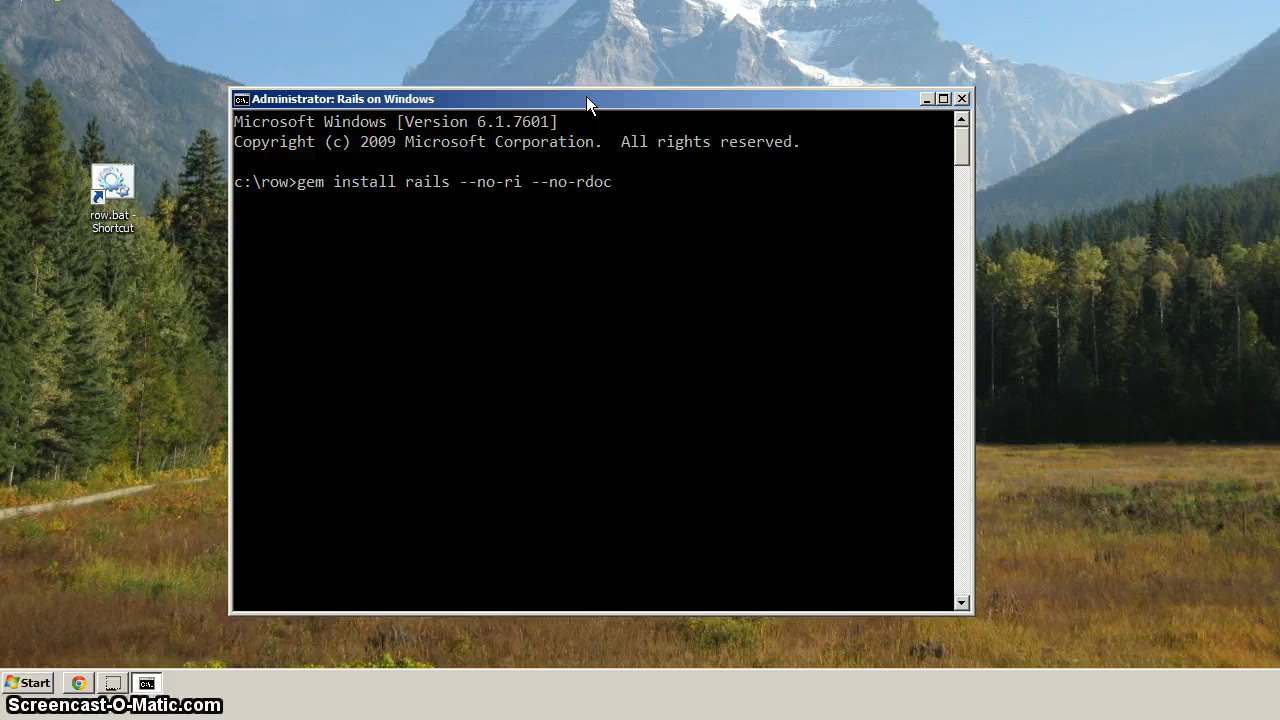 Administrator: Rails on Windows
Microsoft Windows [Version 6.1.7601]
Copyright (c) 2009 Microsoft Corporation.  All rights reserved.
c:\row>gem install rails --no-ri --no-rdoc
row.bat -
Shortcut
Start
Screencast-O-Matic.com